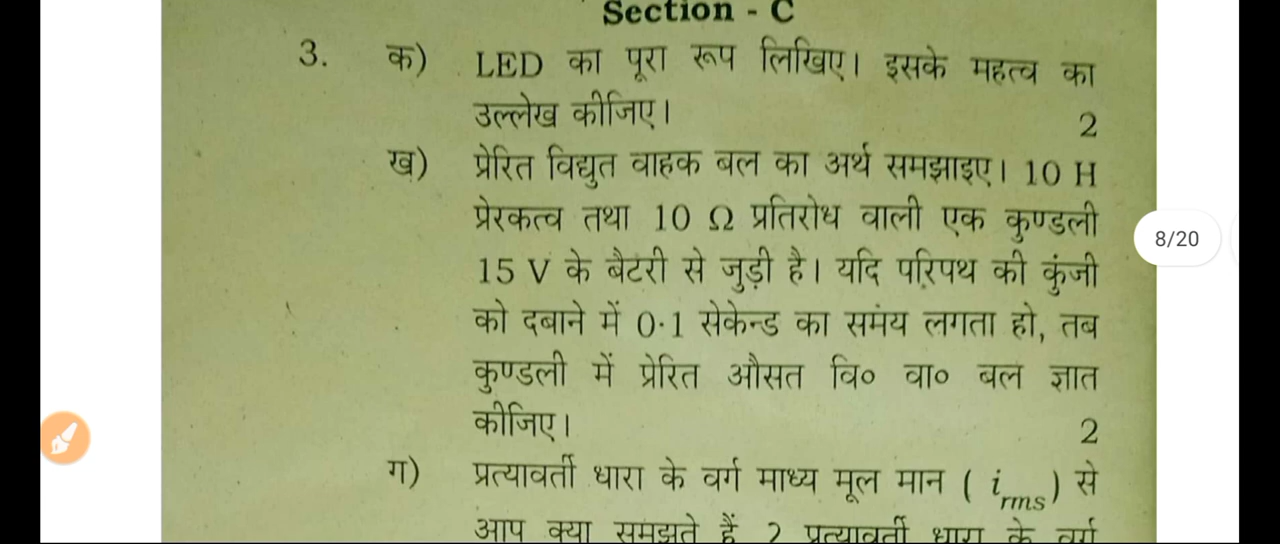 Section - C
3. क) LED का पूरा रूप लिखिए। इसके महत्व का
उल्लेख कीजिए। 2
ख) प्रेरित विद्युत वाहक बल का अर्थ समझाइए। 10 H
प्रेरकत्व तथा 10 Ω प्रतिरोध वाली एक कुण्डली
15 V के बैटरी से जुड़ी है। यदि परिपथ की कुंजी
को दबाने में 0·1 सेकेन्ड का समय लगता हो, तब
कुण्डली में प्रेरित औसत वि० वा० बल ज्ञात
कीजिए। 2
ग) प्रत्यावर्ती धारा के वर्ग माध्य मूल मान ( i rms ) से
आप क्या समझते हैं ? प्रत्यावर्ती धारा के वर्ग
8/20